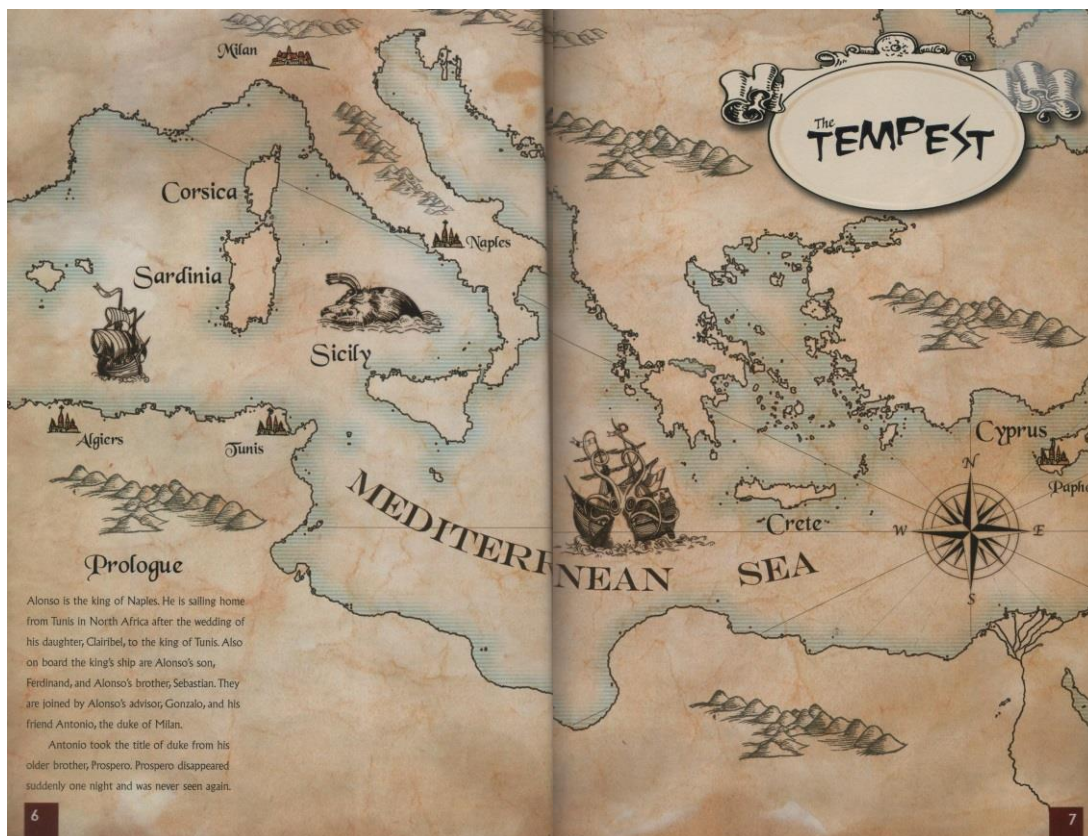 Milan
Corsica
Sardinia
Naples
Sicily
Algiers
Tunis
MEDITERR
Prologue
Alonso is the king of Naples. He is sailing home
from Tunis in North Africa after the wedding of
his daughter, Clairibel, to the king of Tunis. Also
on board the king's ship are Alonso's son,
Ferdinand, and Alonso's brother, Sebastian. They
are joined by Alonso's advisor, Gonzalo, and his
friend Antonio, the duke of Milan.
Antonio took the title of duke from his
older brother, Prospero. Prospero disappeared
suddenly one night and was never seen again.
6
The
TEMPEST
Cyprus
Papho
N
W
E
S
Crete
NEAN SEA
7